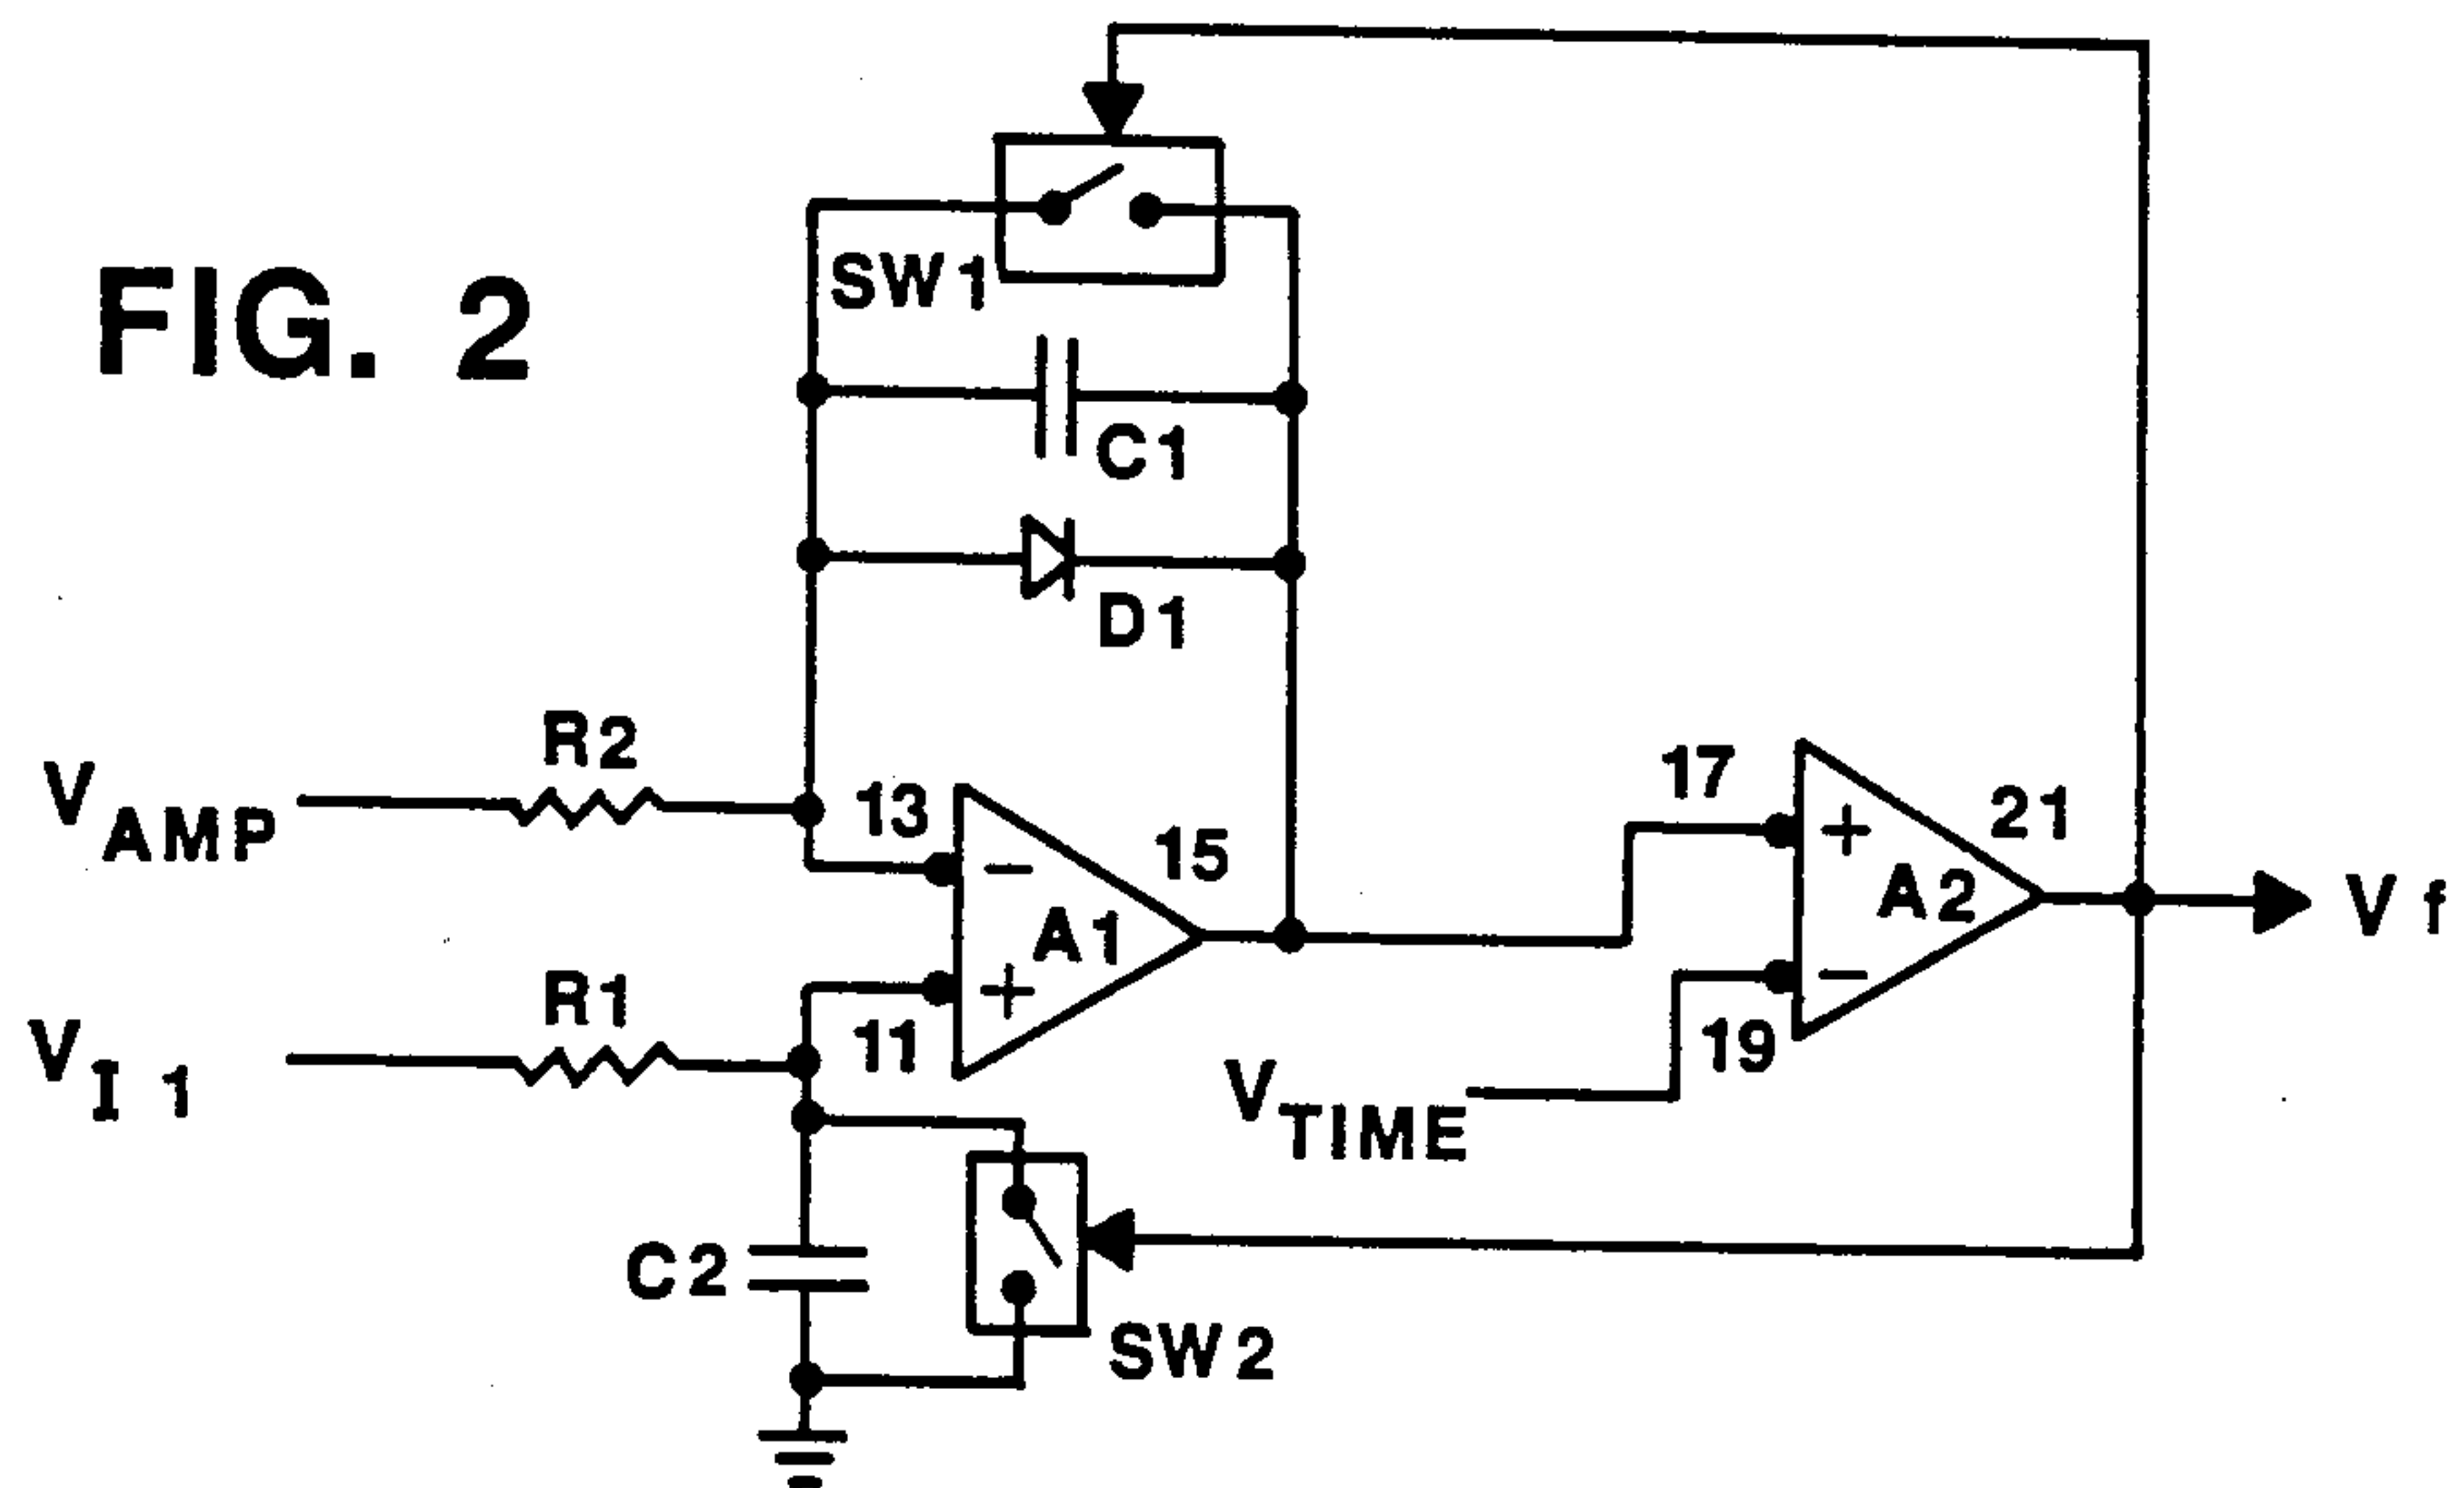 FIG. 2
SW1
C1
D1
R2
VAMP
13
15
17
21
+
-
A1
A2
Vf
R1
+
-
11
19
VI1
VTIME
C2
SW2